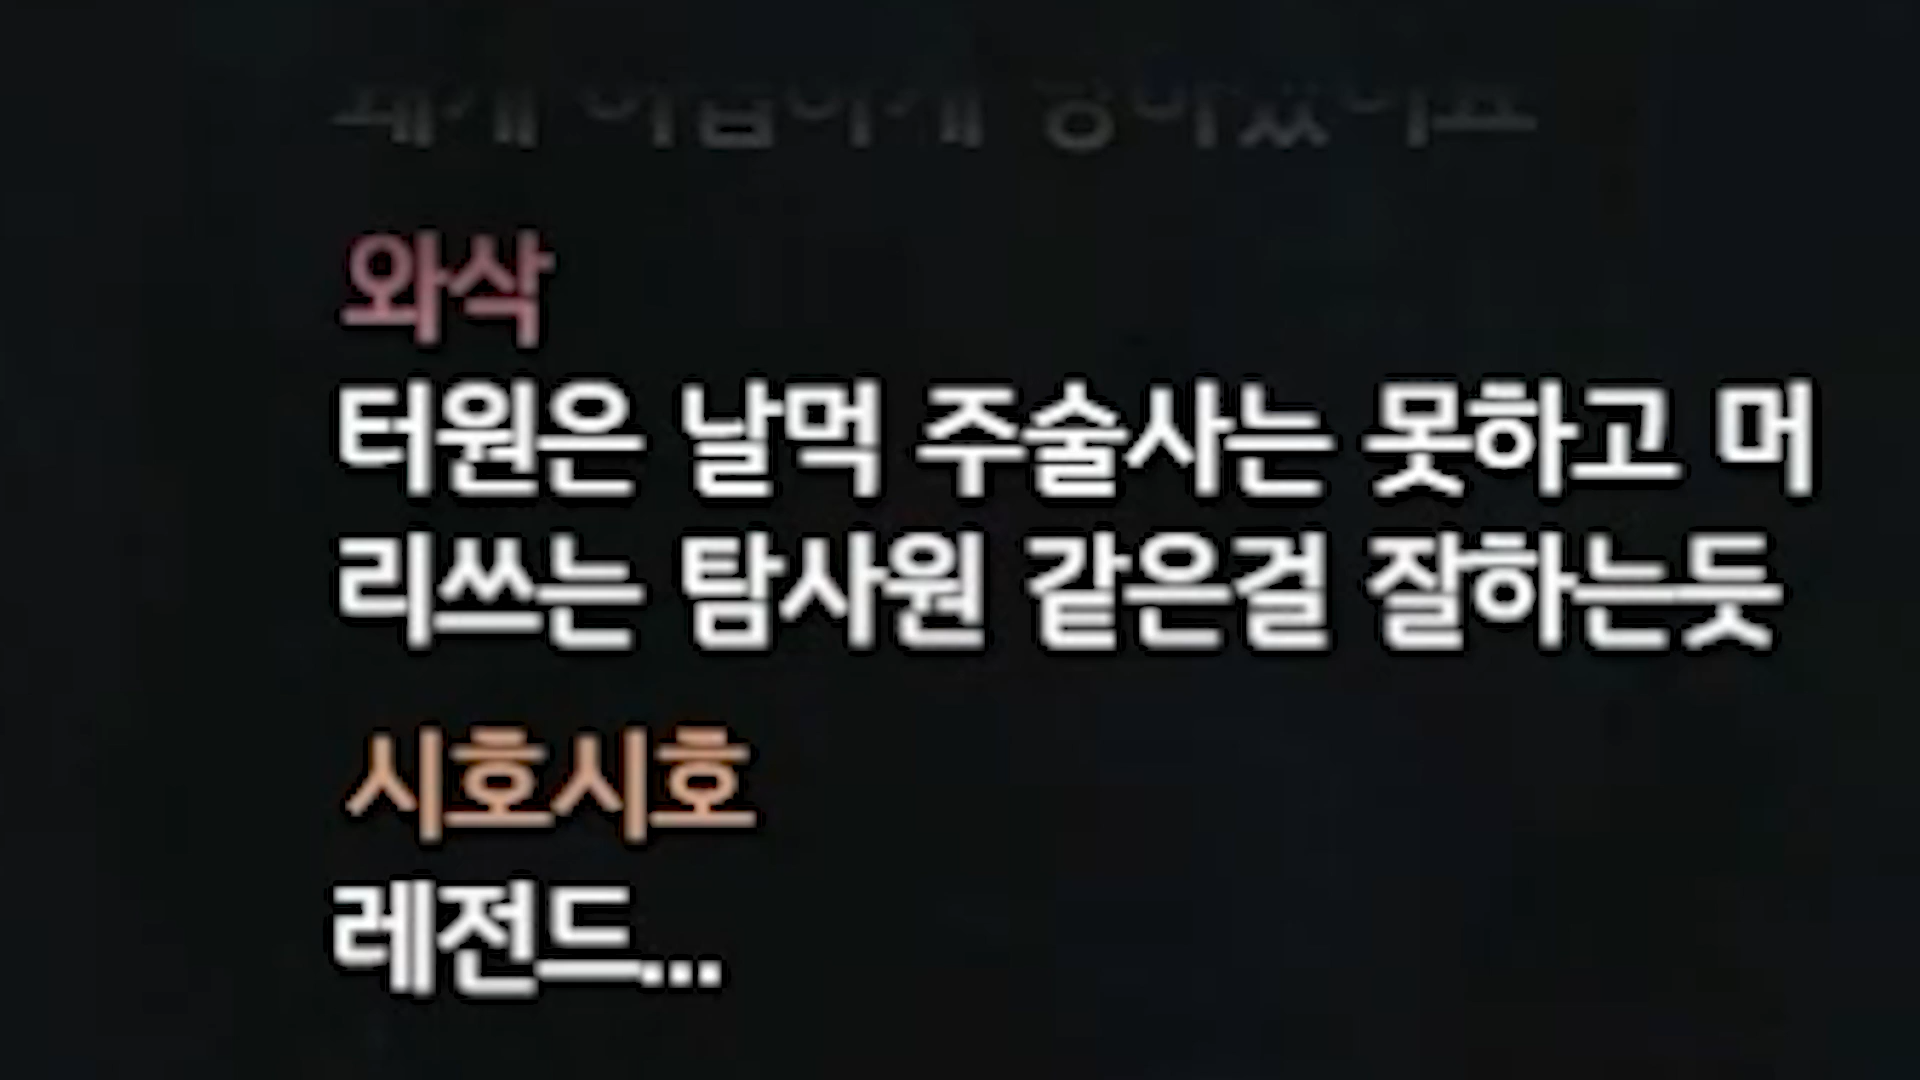 와삭
터원은 날먹 주술사는 못하고 머
리쓰는 탐사원 같은걸 잘하는듯
시호시호
레전드...